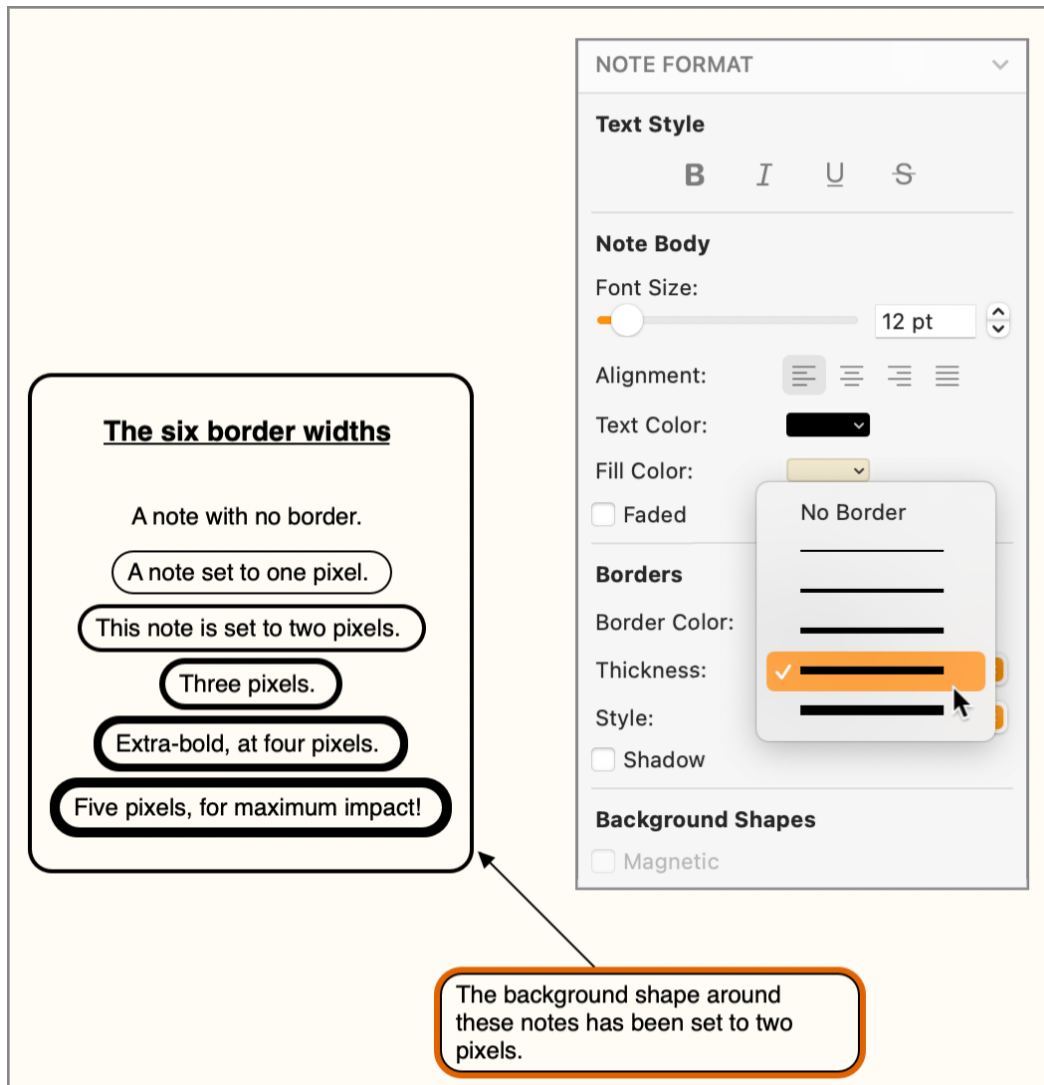 NOTE FORMAT
Text Style
B I U S
Note Body
Font Size:
12 pt
Alignment:
Text Color:
Fill Color:
Faded
No Border
Borders
Border Color:
Thickness:
Style:
Shadow
Background Shapes
Magnetic
The six border widths
A note with no border.
A note set to one pixel.
This note is set to two pixels.
Three pixels.
Extra-bold, at four pixels.
Five pixels, for maximum impact!
The background shape around
these notes has been set to two
pixels.